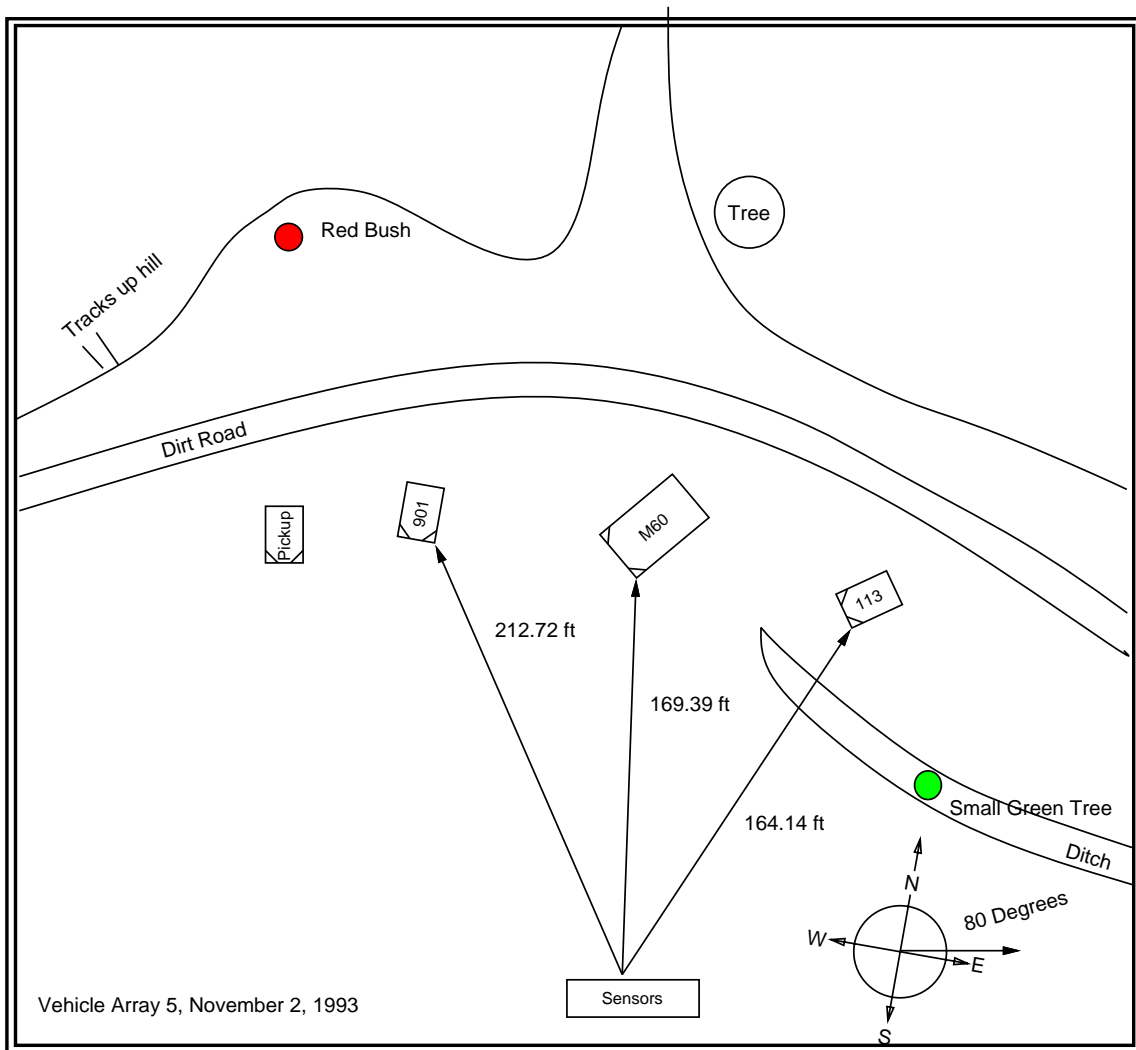 Tree
Red Bush
Tracks up hill
Dirt Road
Pickup
901
M60
113
212.72 ft
169.39 ft
164.14 ft
Small Green Tree
Ditch
N
80 Degrees
W
E
S
Sensors
Vehicle Array 5, November 2, 1993